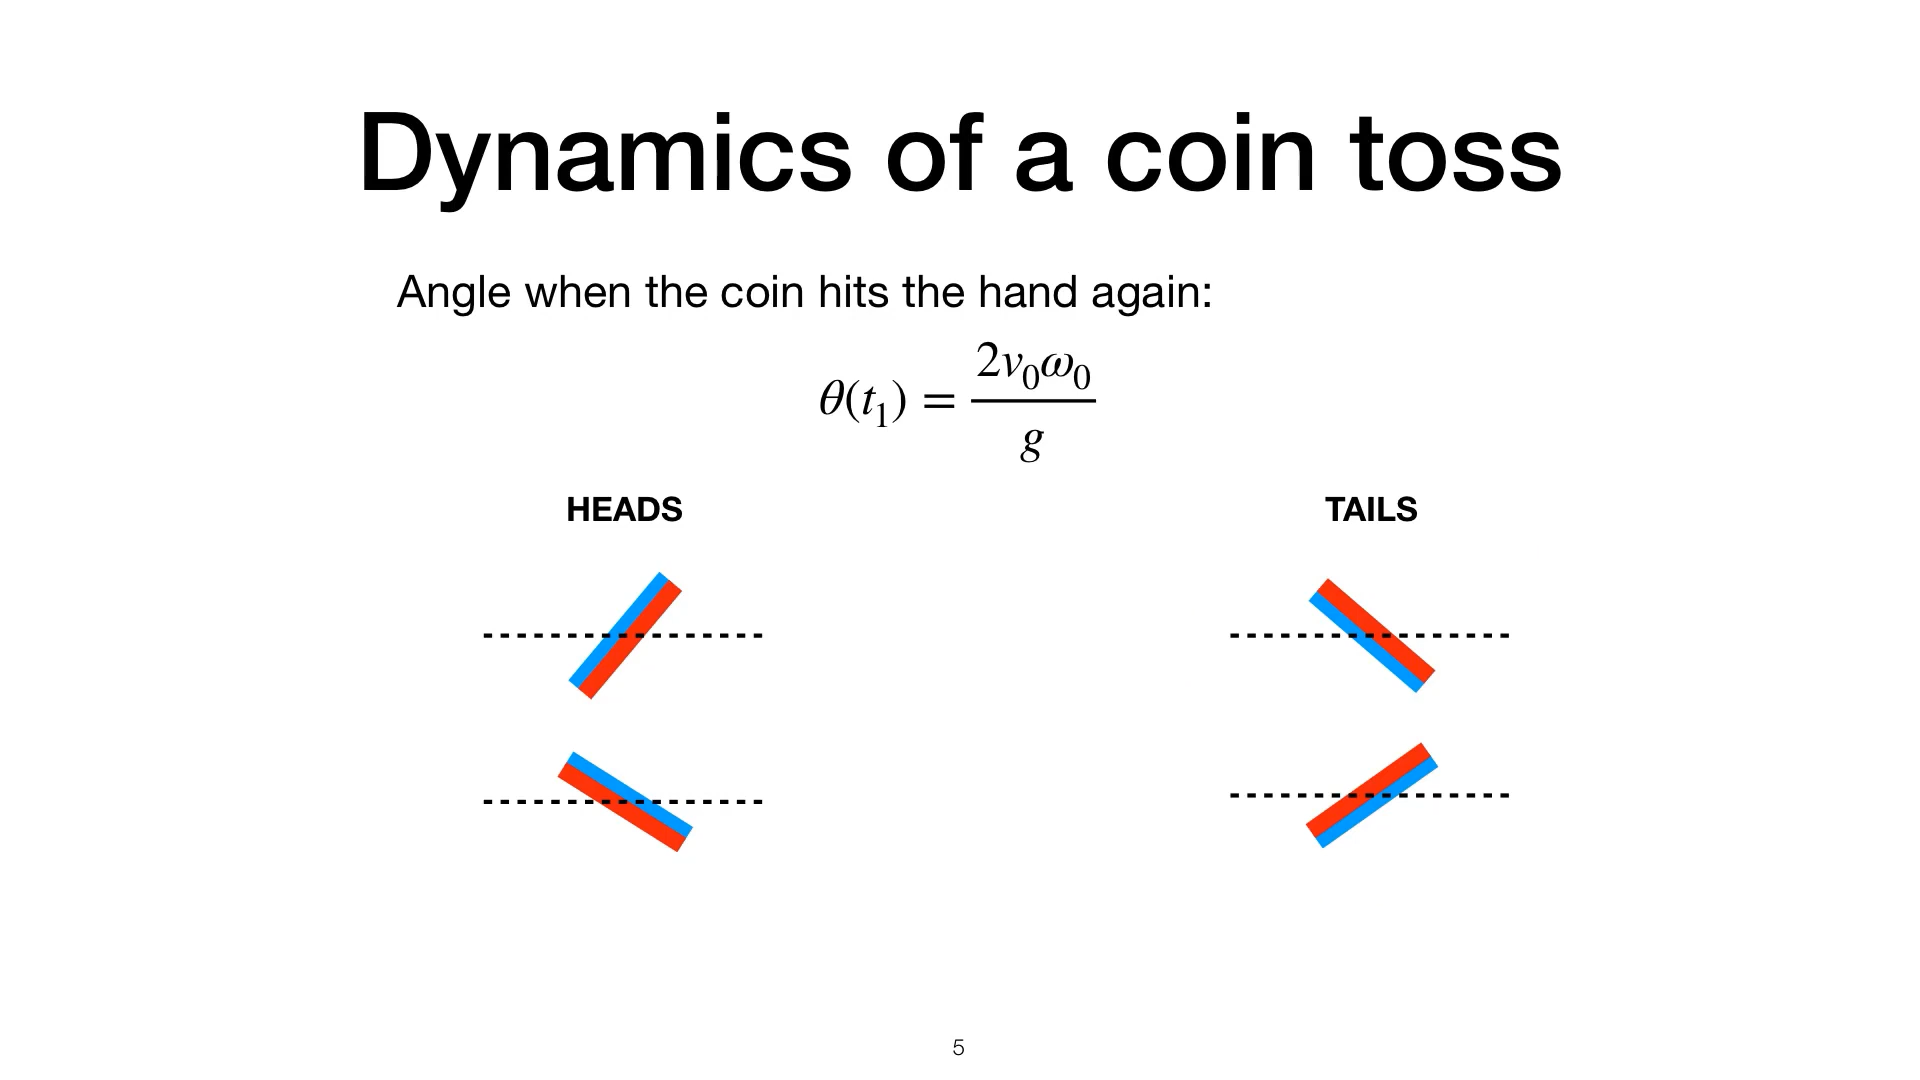 Dynamics of a coin toss
Angle when the coin hits the hand again:
θ(t₁) = 2v₀ω₀ / g
HEADS
TAILS
5